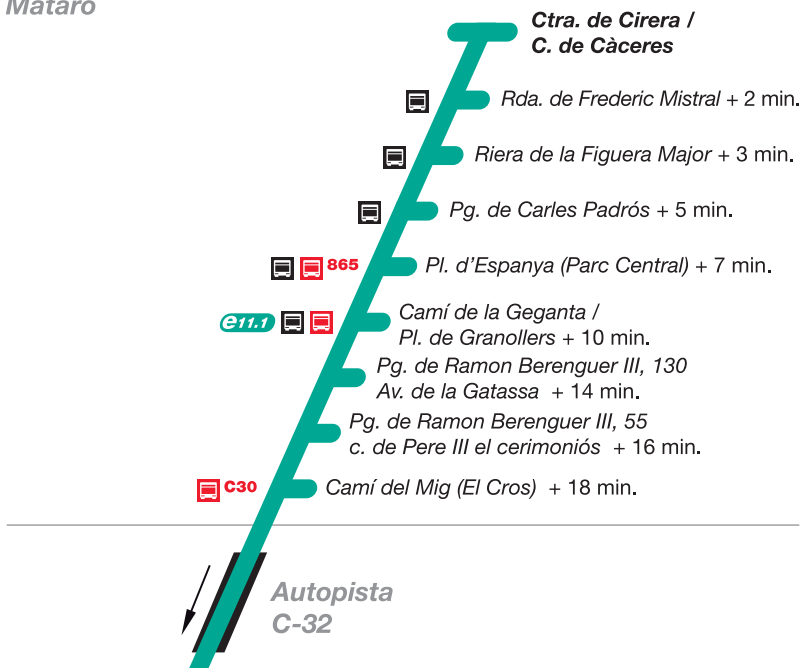 Mataró
Ctra. de Cirera /
C. de Càceres
Rda. de Frederic Mistral + 2 min.
Riera de la Figuera Major + 3 min.
Pg. de Carles Padrós + 5 min.
865 Pl. d'Espanya (Parc Central) + 7 min.
e11.1 Camí de la Geganta /
Pl. de Granollers + 10 min.
Pg. de Ramon Berenguer III, 130
Av. de la Gatassa + 14 min.
Pg. de Ramon Berenguer III, 55
c. de Pere III el cerimoniós + 16 min.
C30 Camí del Mig (El Cros) + 18 min.
Autopista
C-32